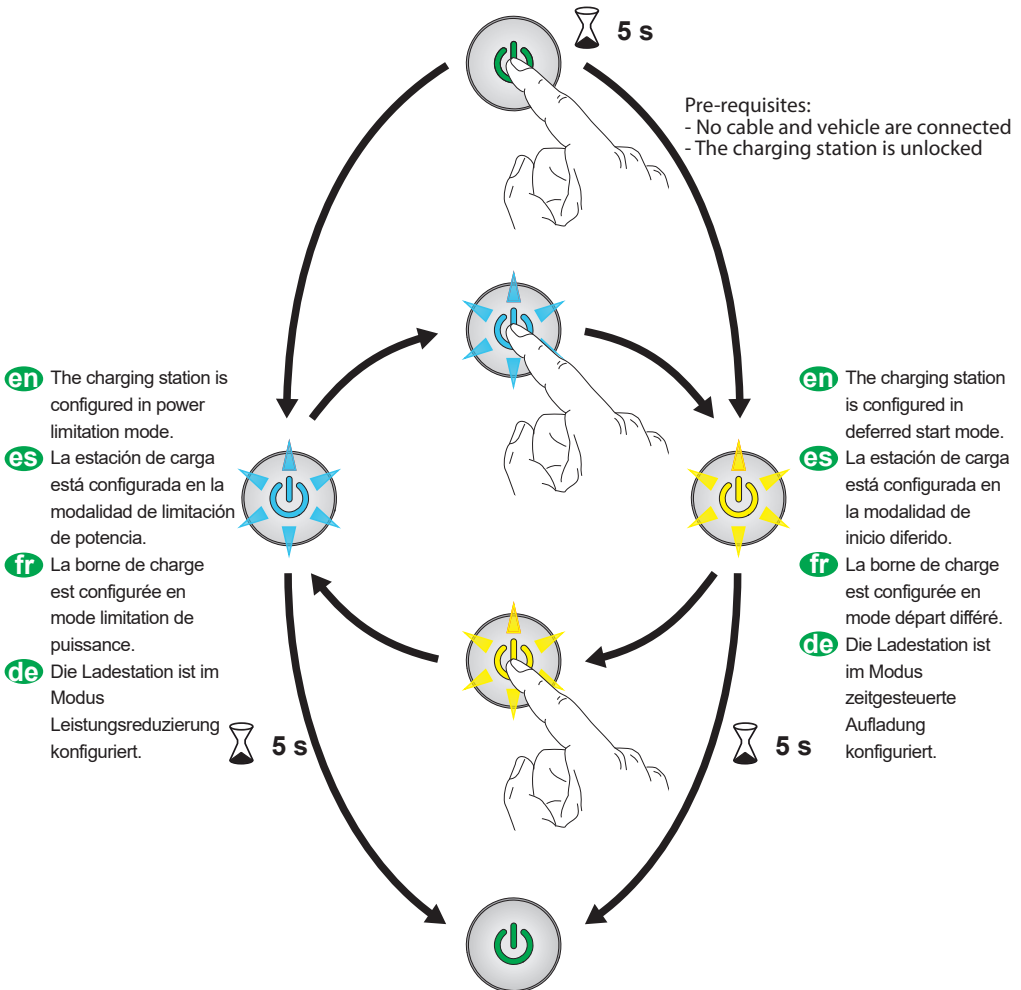 5 s
Pre-requisites:
- No cable and vehicle are connected
- The charging station is unlocked
en The charging station is
configured in power
limitation mode.
es La estación de carga
está configurada en la
modalidad de limitación
de potencia.
fr La borne de charge
est configurée en
mode limitation de
puissance.
de Die Ladestation ist im
Modus
Leistungsreduzierung
konfiguriert.
5 s
en The charging station
is configured in
deferred start mode.
es La estación de carga
está configurada en
la modalidad de
inicio diferido.
fr La borne de charge
est configurée en
mode départ différé.
de Die Ladestation ist
im Modus
zeitgesteuerte
Aufladung
konfiguriert.
5 s